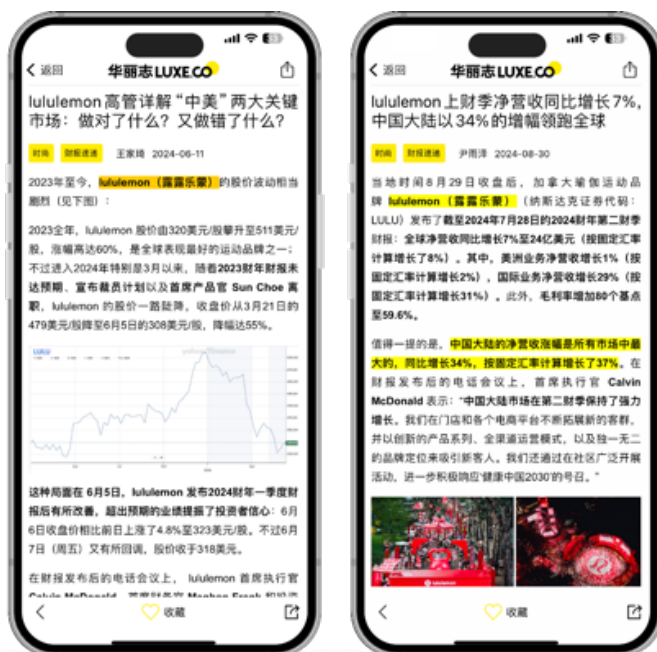 返回
华丽志 LUXE.CO
lululemon 高管详解“中美”两大关键
市场：做对了什么？又做错了什么？
时尚 财报速递 王家琦 2024-06-11
2023年至今，lululemon（露露乐蒙）的股价波动相当
剧烈（见下图）：
2023全年，lululemon 股价由320美元/股攀升至511美元/
股，涨幅高达60%，是全球表现最好的运动品牌之一；
不过进入2024年特别是3月以来，随着2023财年财报未
达预期、宣布裁员计划以及首席产品官 Sun Choe 离
职，lululemon 的股价一路陡降，收盘价从3月21日的
479美元/股降至6月5日的308美元/股，降幅达55%。
LULU
这种局面在 6月5日，lululemon 发布2024财年一季度财
报后有所改善，超出预期的业绩提振了投资者信心：6月
6日收盘价相比前日上涨了4.8%至323美元/股。不过6月
7日（周五）又有所回调，股价收于318美元。
在财报发布后的电话会议上， lululemon 首席执行官
Calvin McDonald、首席财务官 Meghan Frank 和投资
收藏
返回
华丽志 LUXE.CO
lululemon 上财季净营收同比增长7%，
中国大陆以34%的增幅领跑全球
时尚 财报速递 尹雨泽 2024-08-30
当地时间8月29日收盘后，加拿大瑜伽运动品
牌 lululemon（露露乐蒙）（纳斯达克证券代码：
LULU）发布了截至2024年7月28日的2024财年第二财季
财报：全球净营收同比增长7%至24亿美元（按固定汇率
计算增长了8%）。其中，美洲业务净营收增长1%（按
固定汇率计算增长2%），国际业务净营收增长29%（按
固定汇率计算增长31%）。此外，毛利率增加80个基点
至59.6%。
值得一提的是，中国大陆的净营收涨幅是所有市场中最
大的，同比增长34%，按固定汇率计算增长了37%。在
财报发布后的电话会议上，首席执行官 Calvin
McDonald 表示：“中国大陆市场在第二财季保持了强力
增长。我们在门店和各个电商平台不断拓展新的客群，
并以创新的产品系列、全渠道运营模式，以及独一无二
的品牌定位来吸引新客人。我们还通过在社区广泛开展
活动，进一步积极响应‘健康中国2030’的号召。”
lululemon
收藏